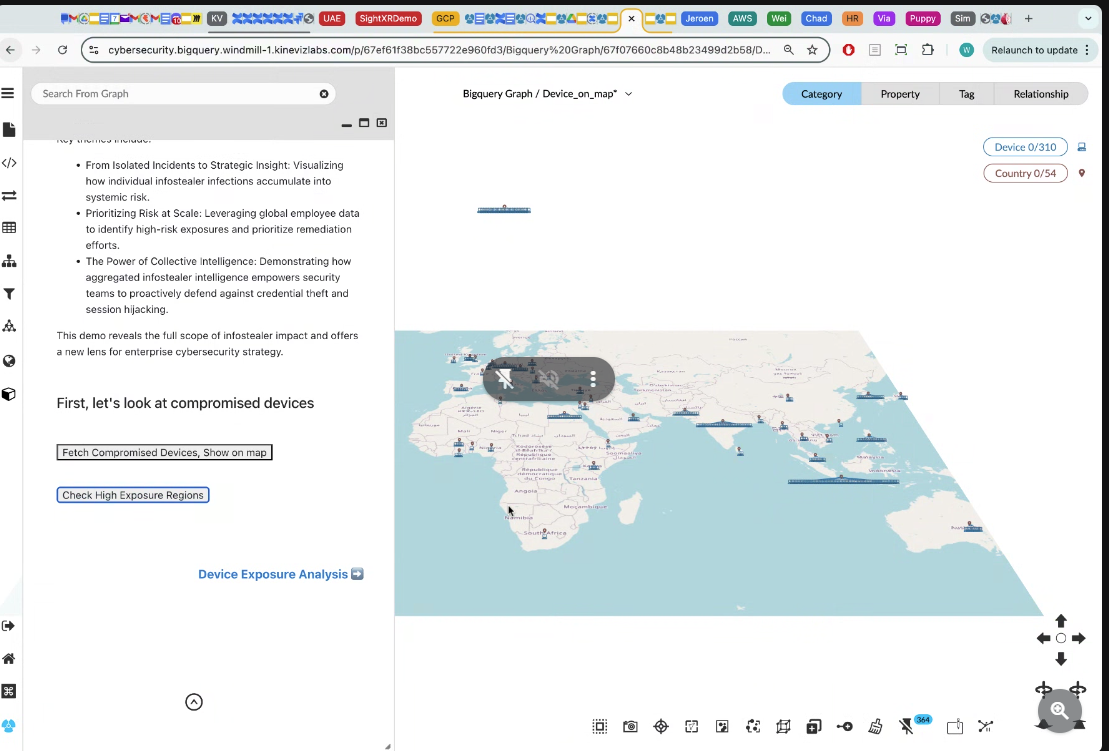 KV
UAE
SightXRDemo
GCP
Jeroen
AWS
Wei
Chad
HR
Via
Puppy
Sim
cybersecurity.bigquery.windmill-1.kinevizlabs.com/p/67ef61f38bc557722e960fd3/Bigquery%20Graph/67f07660c8b48b23499d2b58/D...
W
Relaunch to update
Search From Graph
Bigquery Graph / Device_on_map*
Category
Property
Tag
Relationship
Device 0/310
Country 0/54
Key themes include:
• From Isolated Incidents to Strategic Insight: Visualizing
how individual infostealer infections accumulate into
systemic risk.
• Prioritizing Risk at Scale: Leveraging global employee data
to identify high-risk exposures and prioritize remediation
efforts.
• The Power of Collective Intelligence: Demonstrating how
aggregated infostealer intelligence empowers security
teams to proactively defend against credential theft and
session hijacking.
This demo reveals the full scope of infostealer impact and offers
a new lens for enterprise cybersecurity strategy.
First, let's look at compromised devices
Fetch Compromised Devices, Show on map
Check High Exposure Regions
Device Exposure Analysis
Angola
Namibia
South Africa
Tanzania
364